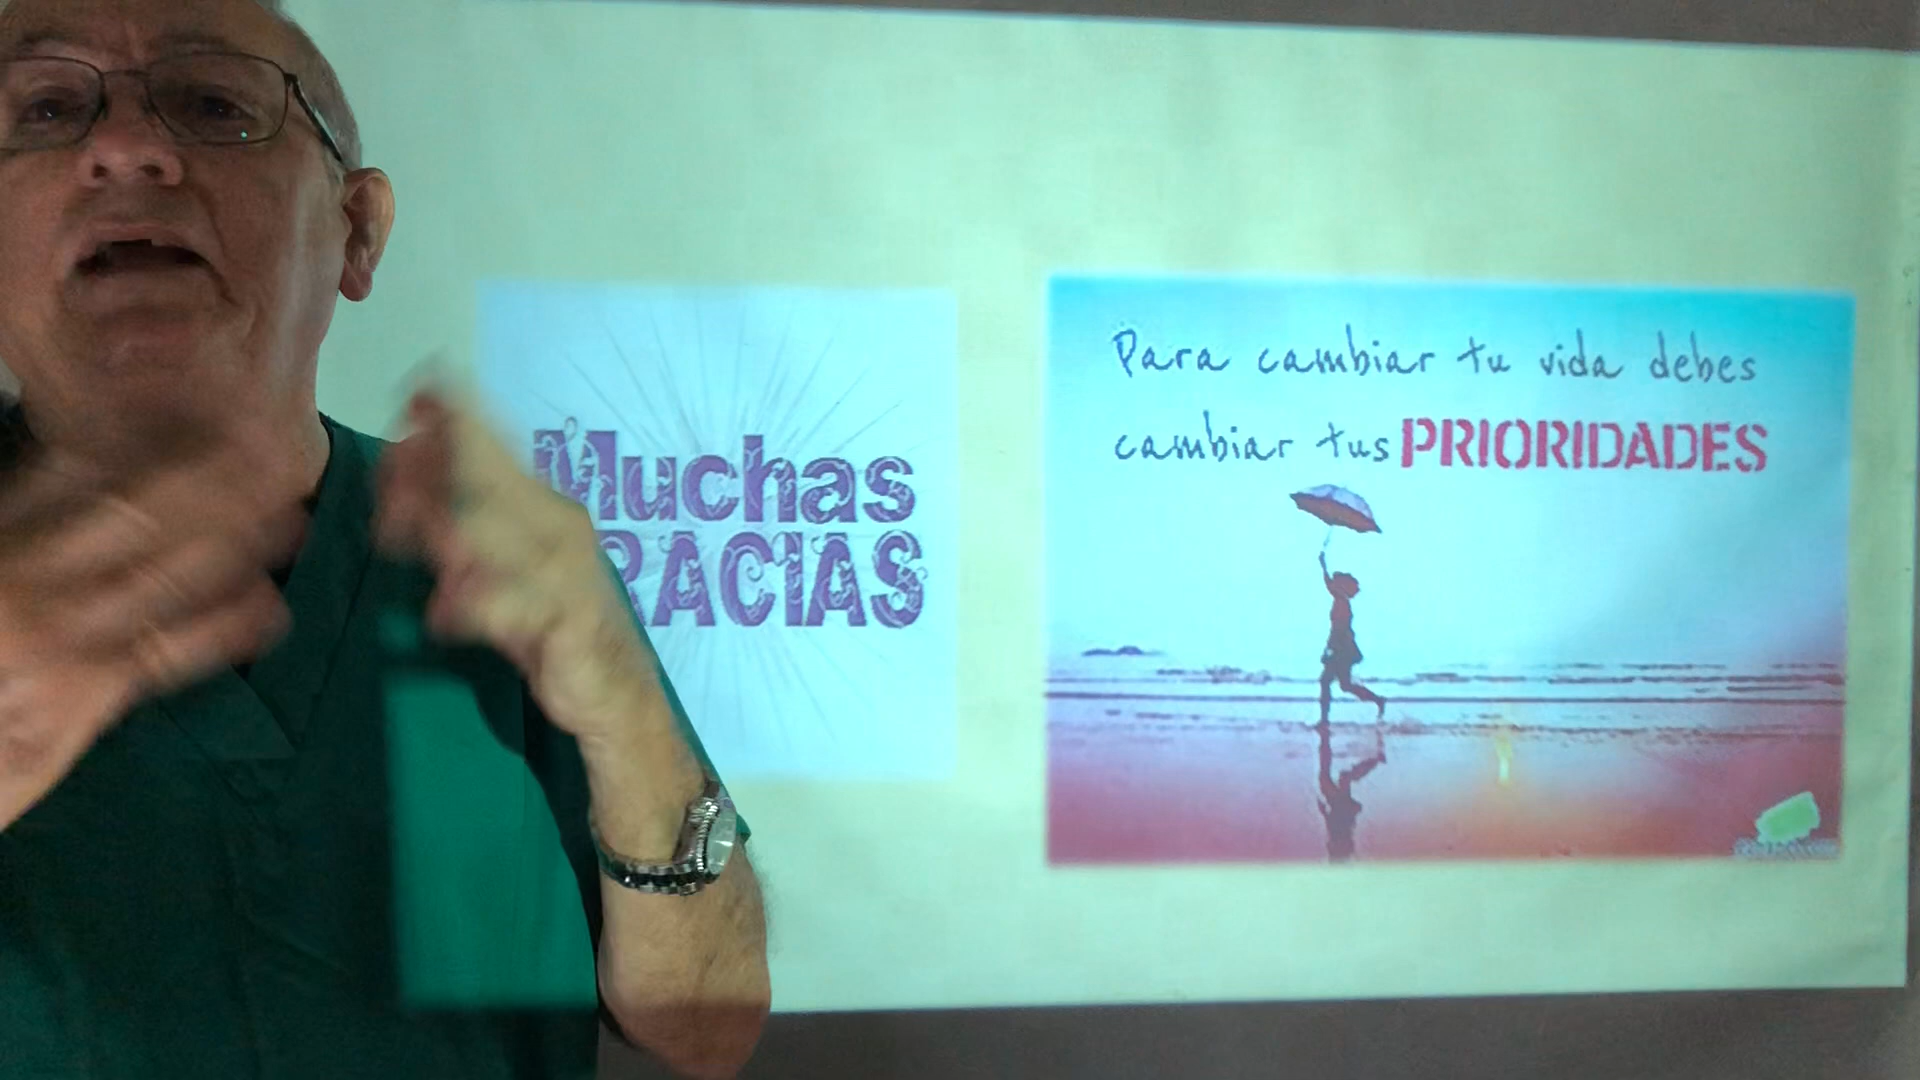 Muchas
RACIAS
Para cambiar tu vida debes
cambiar tus PRIORIDADES